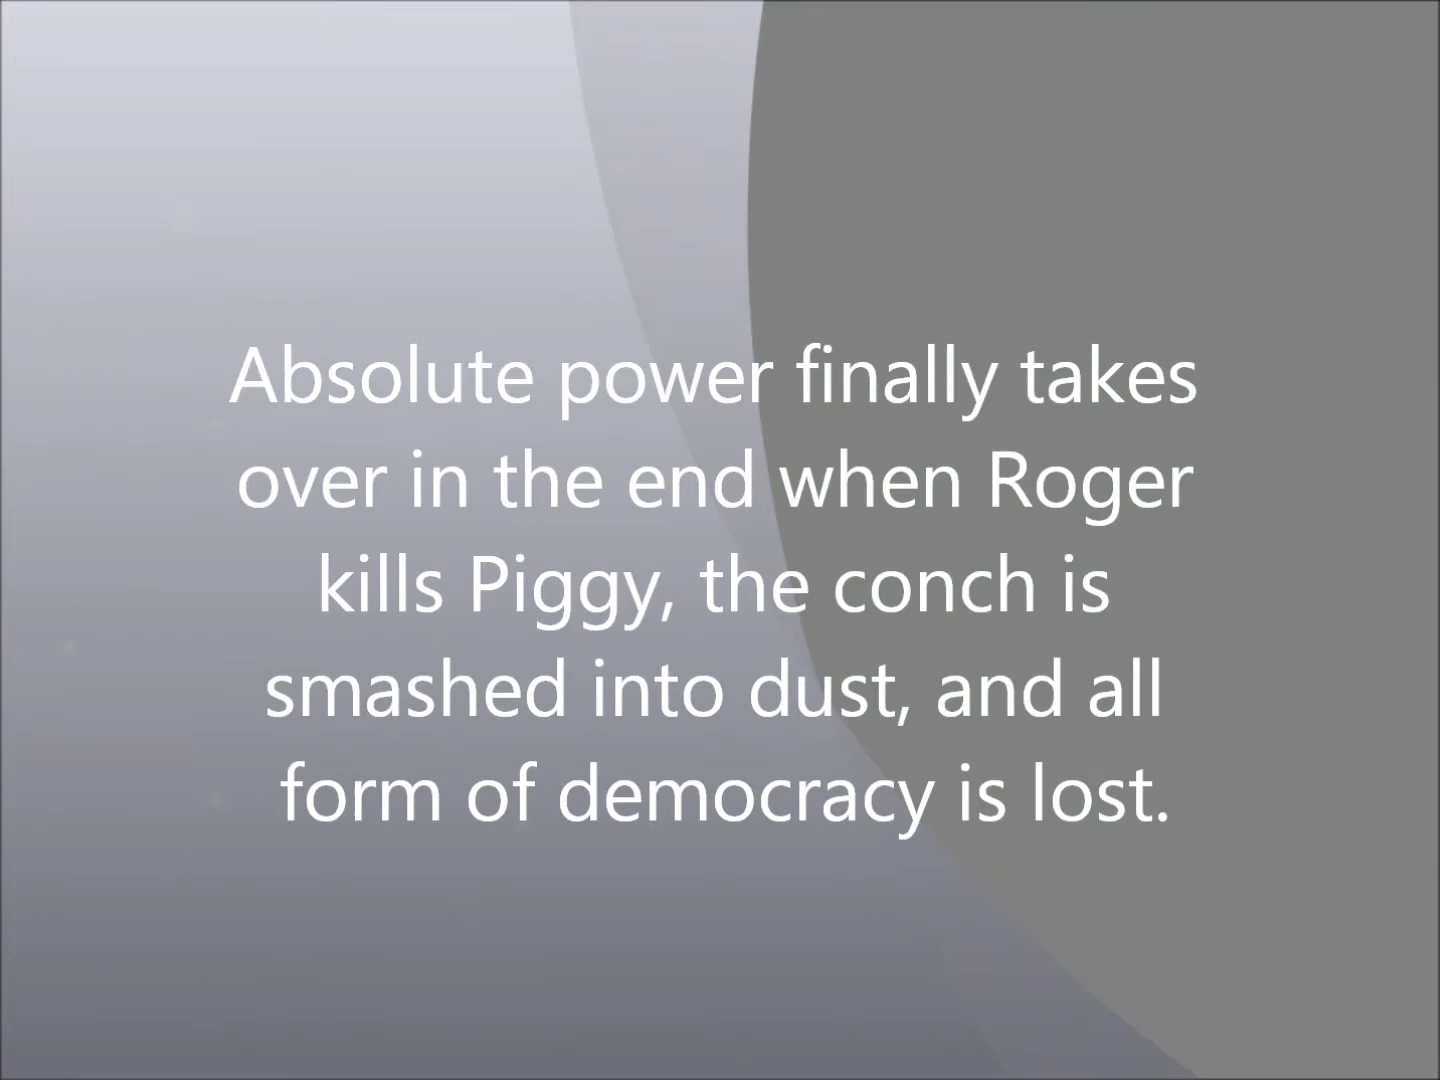 Absolute power finally takes
over in the end when Roger
kills Piggy, the conch is
smashed into dust, and all
form of democracy is lost.